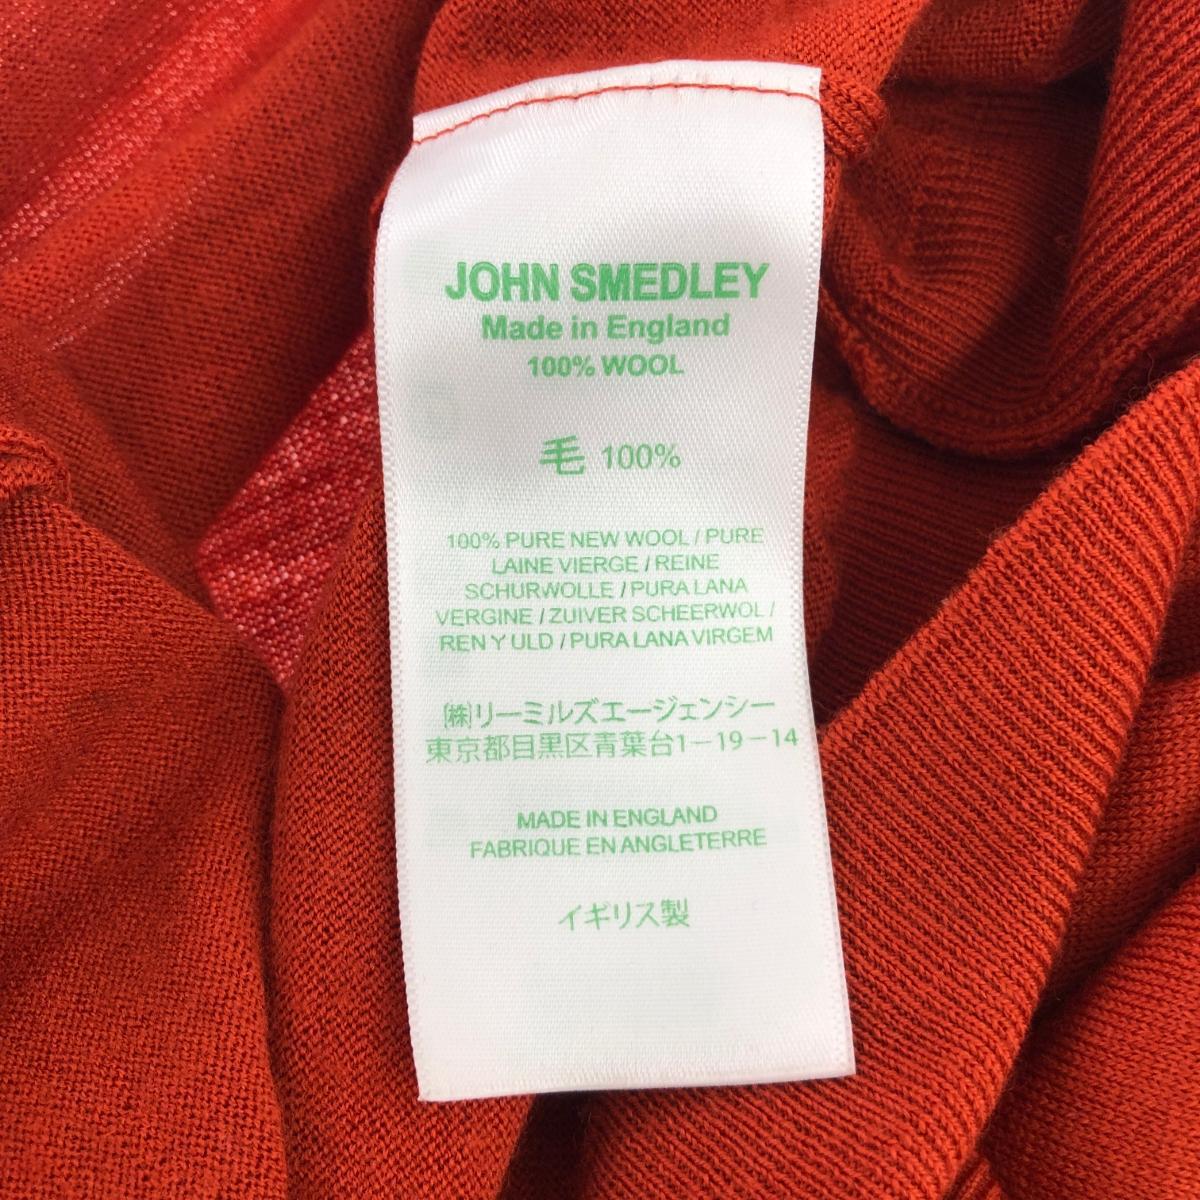 JOHN SMEDLEY
Made in England
100% WOOL
毛 100%
100% PURE NEW WOOL / PURE
LAINE VIERGE / REINE
SCHURWOLLE / PURA LANA
VERGINE / ZUIVER SCHEERWOL /
REN Y ULD / PURA LANA VIRGEM
㈱リーミルズエージェンシー
東京都目黒区青葉台1-19-14
MADE IN ENGLAND
FABRIQUE EN ANGLETERRE
イギリス製